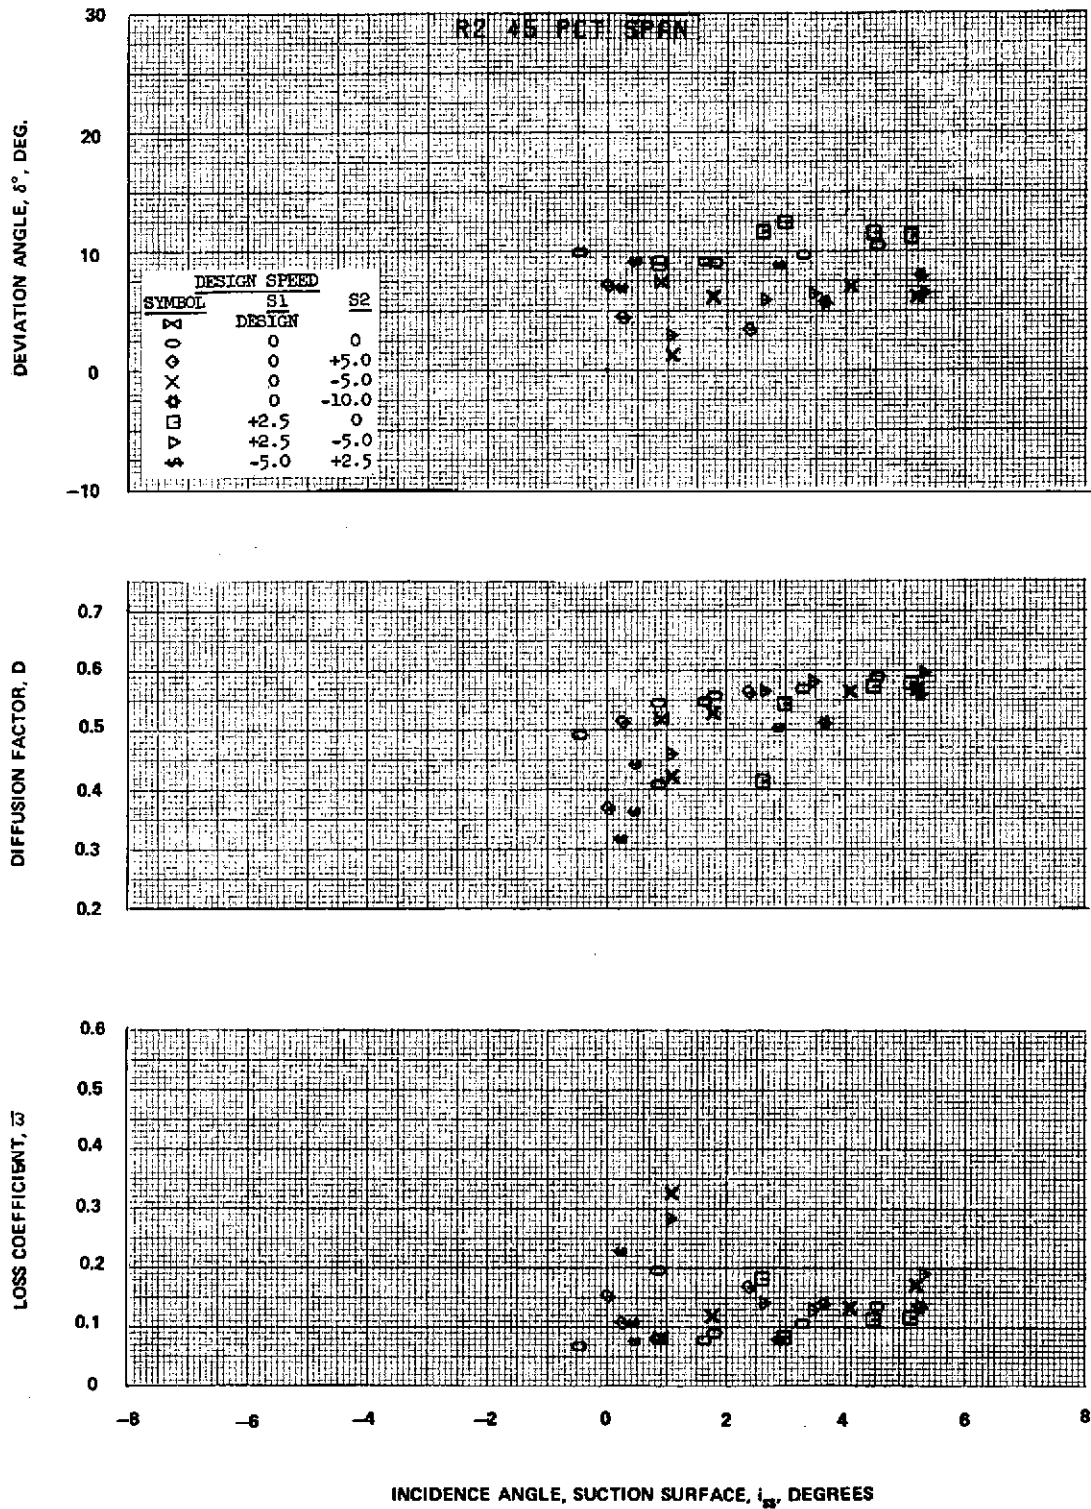 R2 45 PCT SPAN
30
20
10
0
-10
DEVIATION ANGLE, δ°, DEG.
DESIGN SPEED
SYMBOL S1 S2
DESIGN
0 0
0 +5.0
0 -5.0
0 -10.0
+2.5 0
+2.5 -5.0
-5.0 +2.5
0.7
0.6
0.5
0.4
0.3
0.2
DIFFUSION FACTOR, D
0.6
0.5
0.4
0.3
0.2
0.1
0
LOSS COEFFICIENT, ω̄
-8 -6 -4 -2 0 2 4 6 8
INCIDENCE ANGLE, SUCTION SURFACE, i_ss, DEGREES